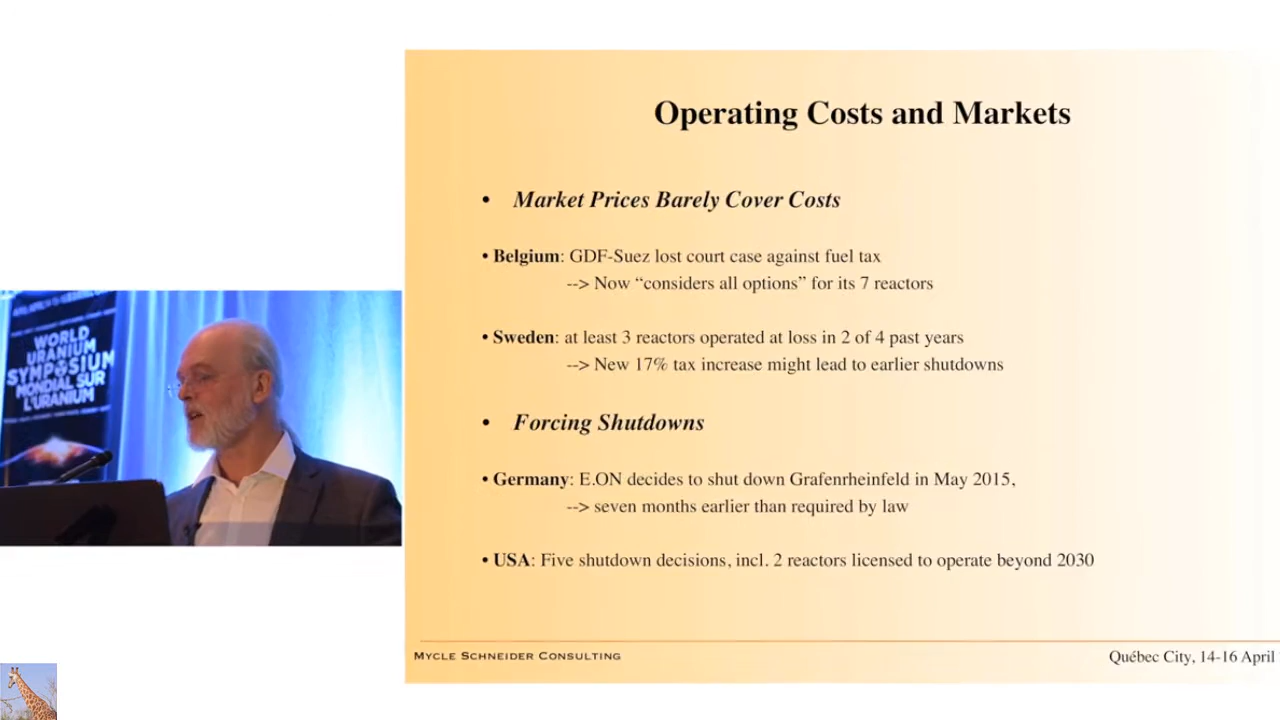 Operating Costs and Markets
• Market Prices Barely Cover Costs
• Belgium: GDF-Suez lost court case against fuel tax
--> Now “considers all options” for its 7 reactors
• Sweden: at least 3 reactors operated at loss in 2 of 4 past years
--> New 17% tax increase might lead to earlier shutdowns
• Forcing Shutdowns
• Germany: E.ON decides to shut down Grafenrheinfeld in May 2015,
--> seven months earlier than required by law
• USA: Five shutdown decisions, incl. 2 reactors licensed to operate beyond 2030
MYCLE SCHNEIDER CONSULTING
Québec City, 14-16 April
WORLD
URANIUM
SYMPOSIUM
MONDIAL SUR
L'URANIUM